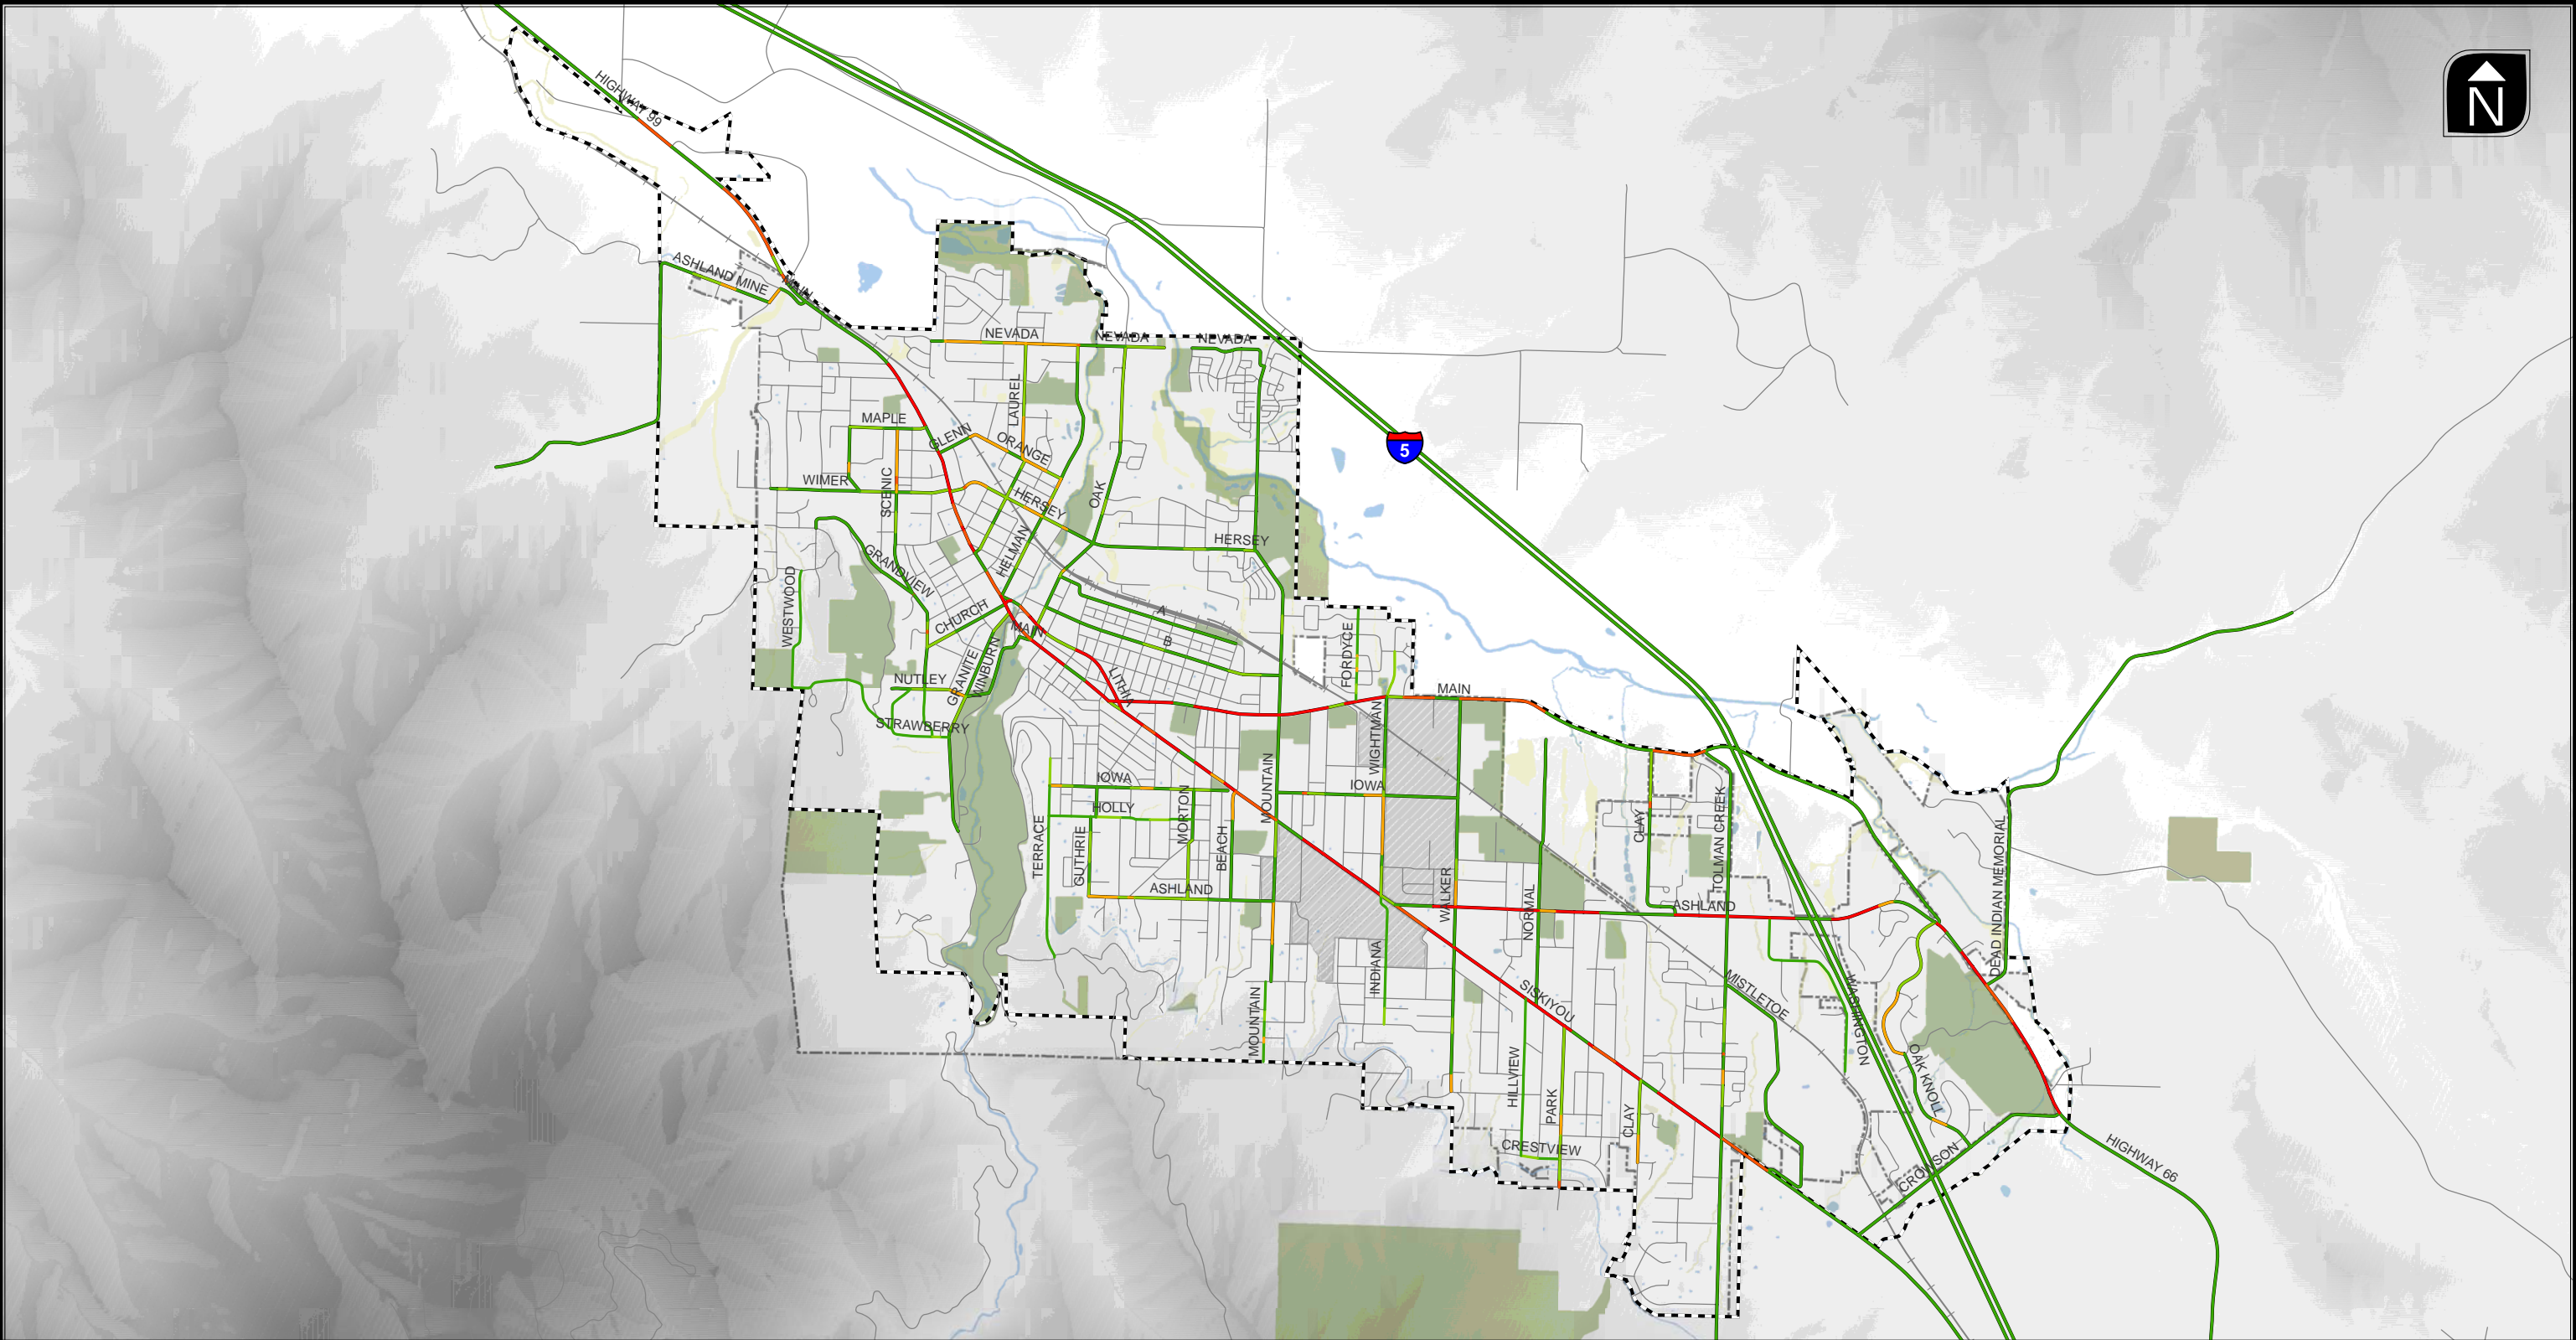 N
HIGHWAY 99
ASHLAND MINE
MAIN
NEVADA
NEVADA
NEVADA
LAUREL
MAPLE
GLENN
ORANGE
5
WIMER
SCENIC
HERSEY
OAK
HERSEY
HELMAN
GRANDVIEW
WESTWOOD
CHURCH
A
B
MAIN
FORDYCE
GRANITE
WINBURN
NUTLEY
LITHIA
MAIN
STRAWBERRY
WIGHTMAN
MOUNTAIN
IOWA
IOWA
HOLLY
MORTON
TERRACE
GUTHRIE
BEACH
CLAY
TOLMAN CREEK
DEAD INDIAN MEMORIAL
ASHLAND
WALKER
NORMAL
ASHLAND
INDIANA
MOUNTAIN
SISKIYOU
MISTLETOE
WASHINGTON
OAK KNOLL
HILLVIEW
PARK
CLAY
CRESTVIEW
CROWSON
HIGHWAY 66